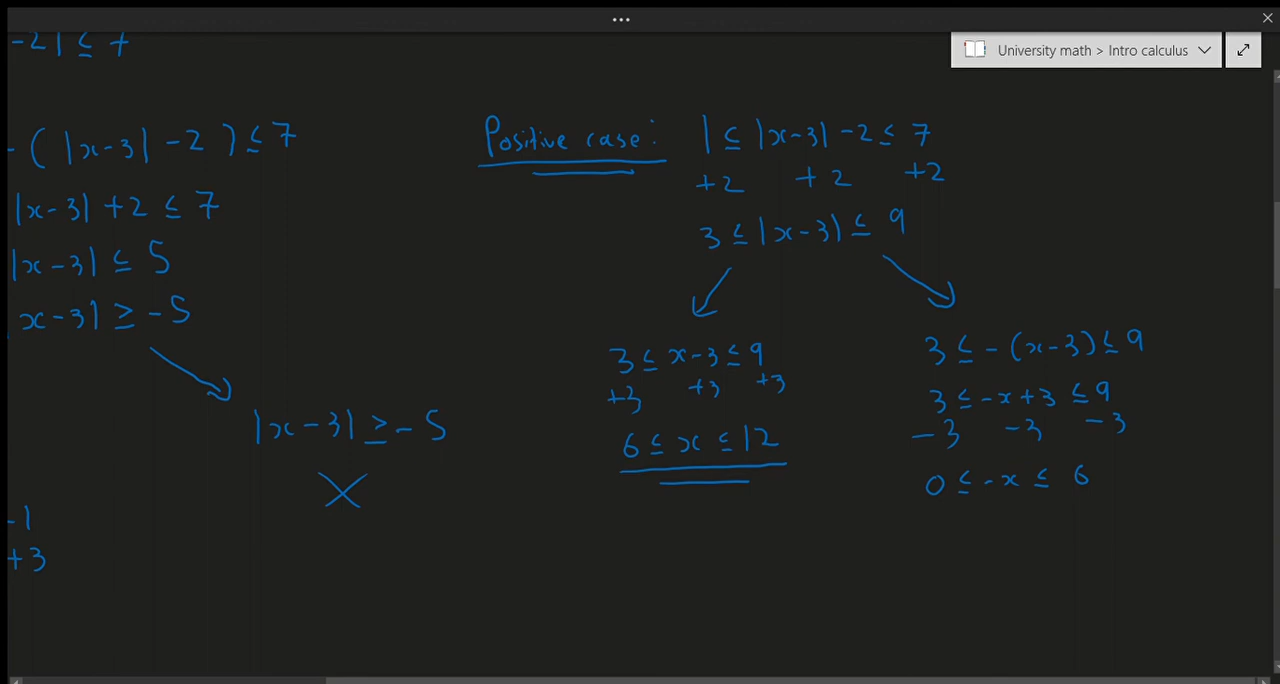 ...
University math > Intro calculus
-2| ≤ 7
- (|x-3| -2) ≤ 7
|x-3| +2 ≤ 7
|x-3| ≤ 5
x-3| ≥ -5
|x-3| ≥ -5
X
-1
+3
Positive case: 1 ≤ |x-3| -2 ≤ 7
+2 +2 +2
3 ≤ |x-3| ≤ 9
3 ≤ x-3 ≤ 9
+3 +3 +3
6 ≤ x ≤ 12
3 ≤ -(x-3) ≤ 9
3 ≤ -x+3 ≤ 9
-3 -3 -3
0 ≤ -x ≤ 6